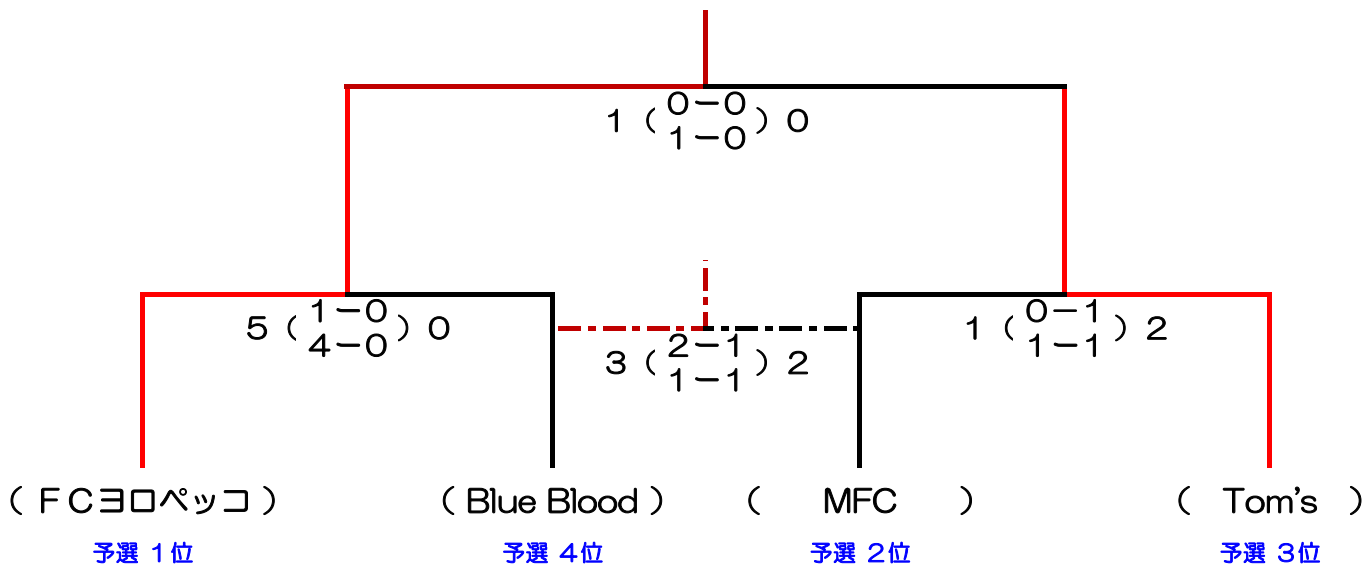 1（0－0）0
1－0
5（1－0）0
4－0
3（2－1）2
1－1
1（0－1）2
1－1
（ＦＣヨロペッコ）
（Blue Blood）
（　MFC　）
（　Tom's　）
予選１位
予選４位
予選２位
予選３位